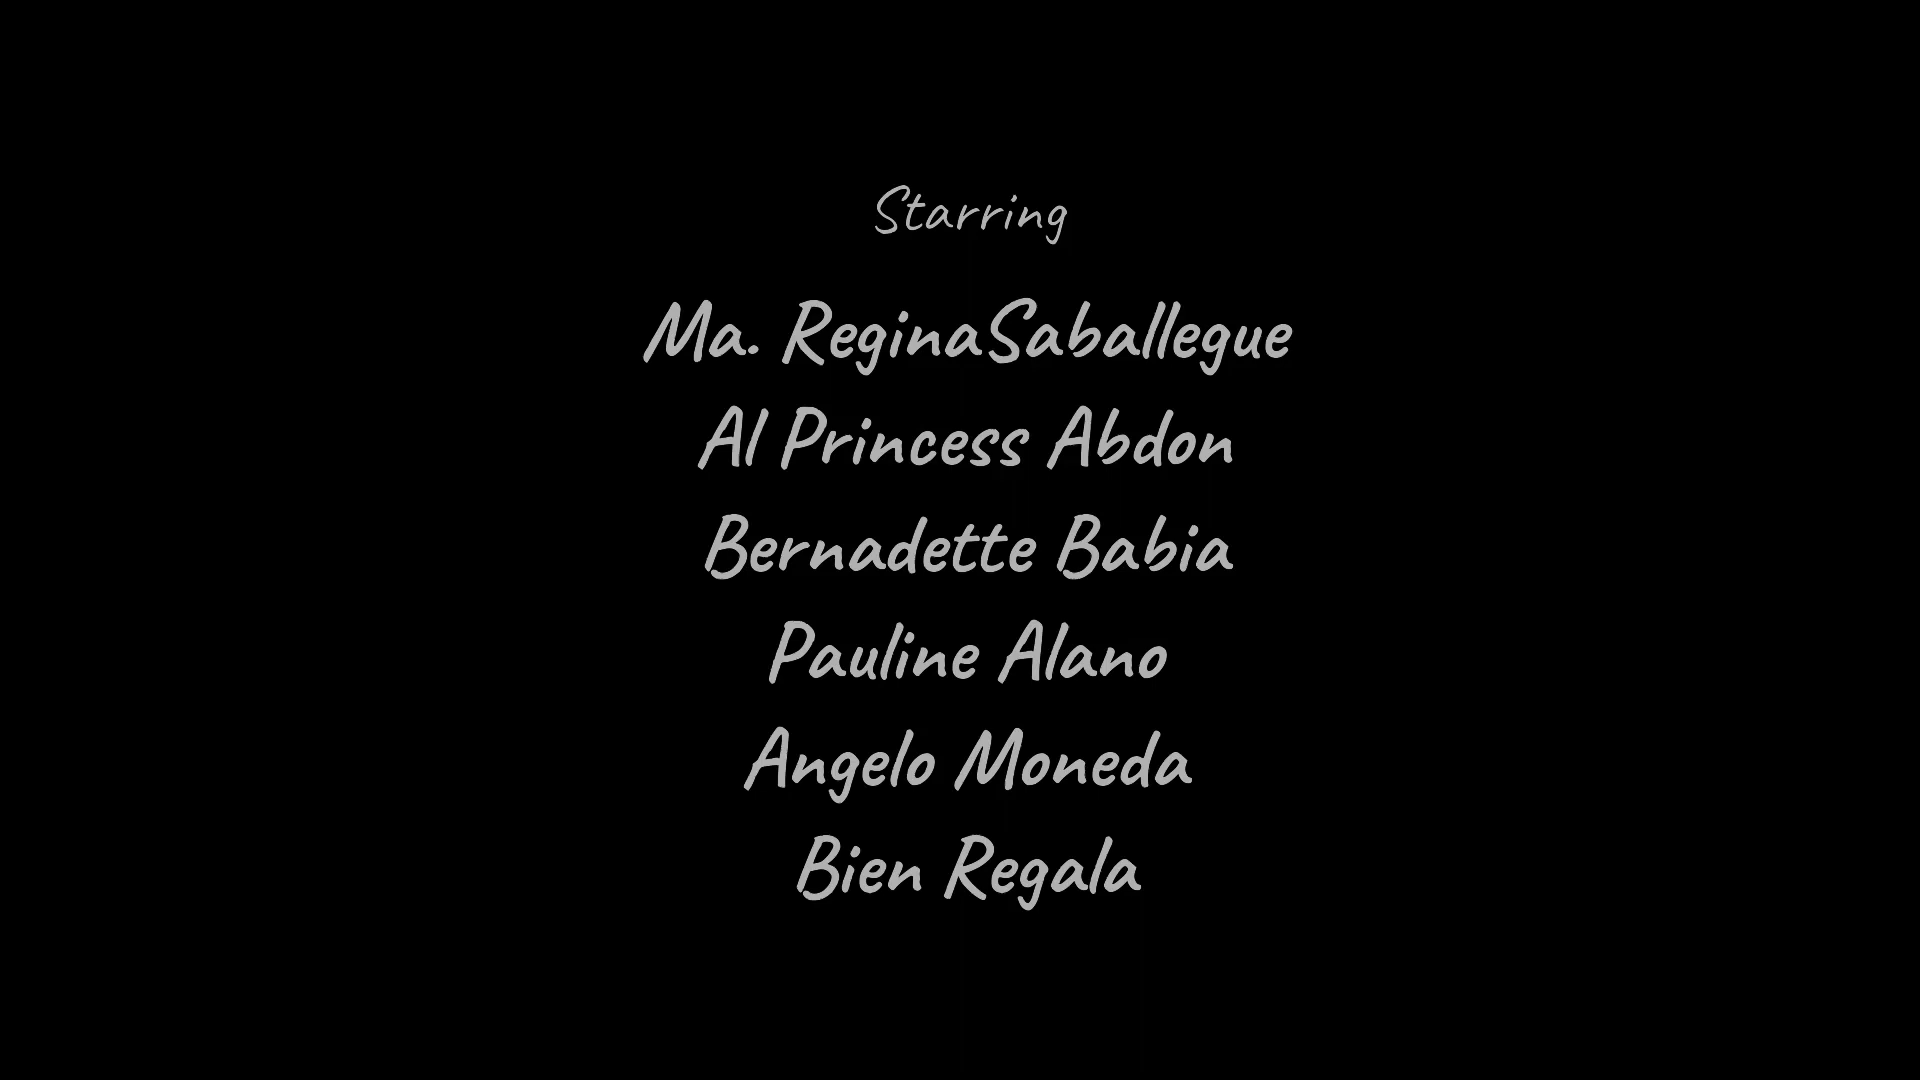 Starring
Ma. ReginaSaballegue
Al Princess Abdon
Bernadette Babia
Pauline Alano
Angelo Moneda
Bien Regala